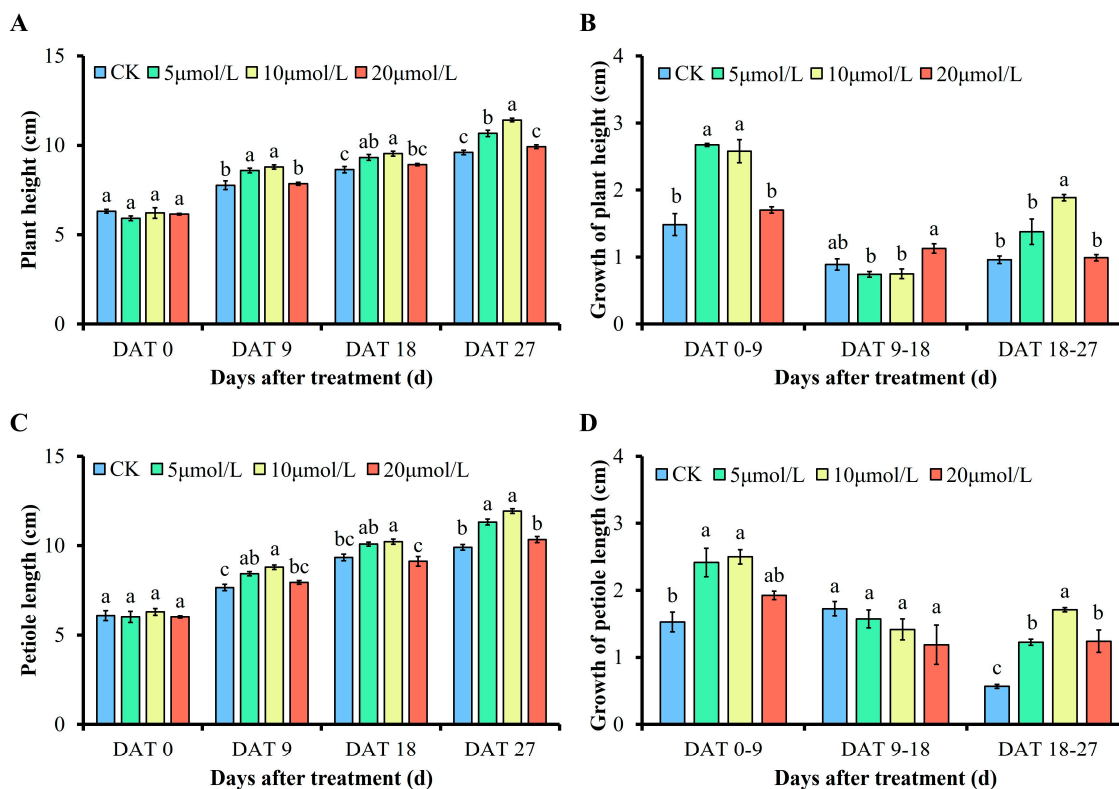 A
Plant height (cm)
15
10
5
0
CK 5μmol/L 10μmol/L 20μmol/L
a a a a
b a a b
c ab a bc
c b a c
DAT 0 DAT 9 DAT 18 DAT 27
Days after treatment (d)
B
Growth of plant height (cm)
4
3
2
1
0
CK 5μmol/L 10μmol/L 20μmol/L
b a a b
ab b b a
b b a b
DAT 0-9 DAT 9-18 DAT 18-27
Days after treatment (d)
C
Petiole length (cm)
15
10
5
0
CK 5μmol/L 10μmol/L 20μmol/L
a a a a
c ab a bc
bc ab a c
b a a b
DAT 0 DAT 9 DAT 18 DAT 27
Days after treatment (d)
D
Growth of petiole length (cm)
4
3
2
1
0
CK 5μmol/L 10μmol/L 20μmol/L
b a a ab
a a a a
c b a b
DAT 0-9 DAT 9-18 DAT 18-27
Days after treatment (d)